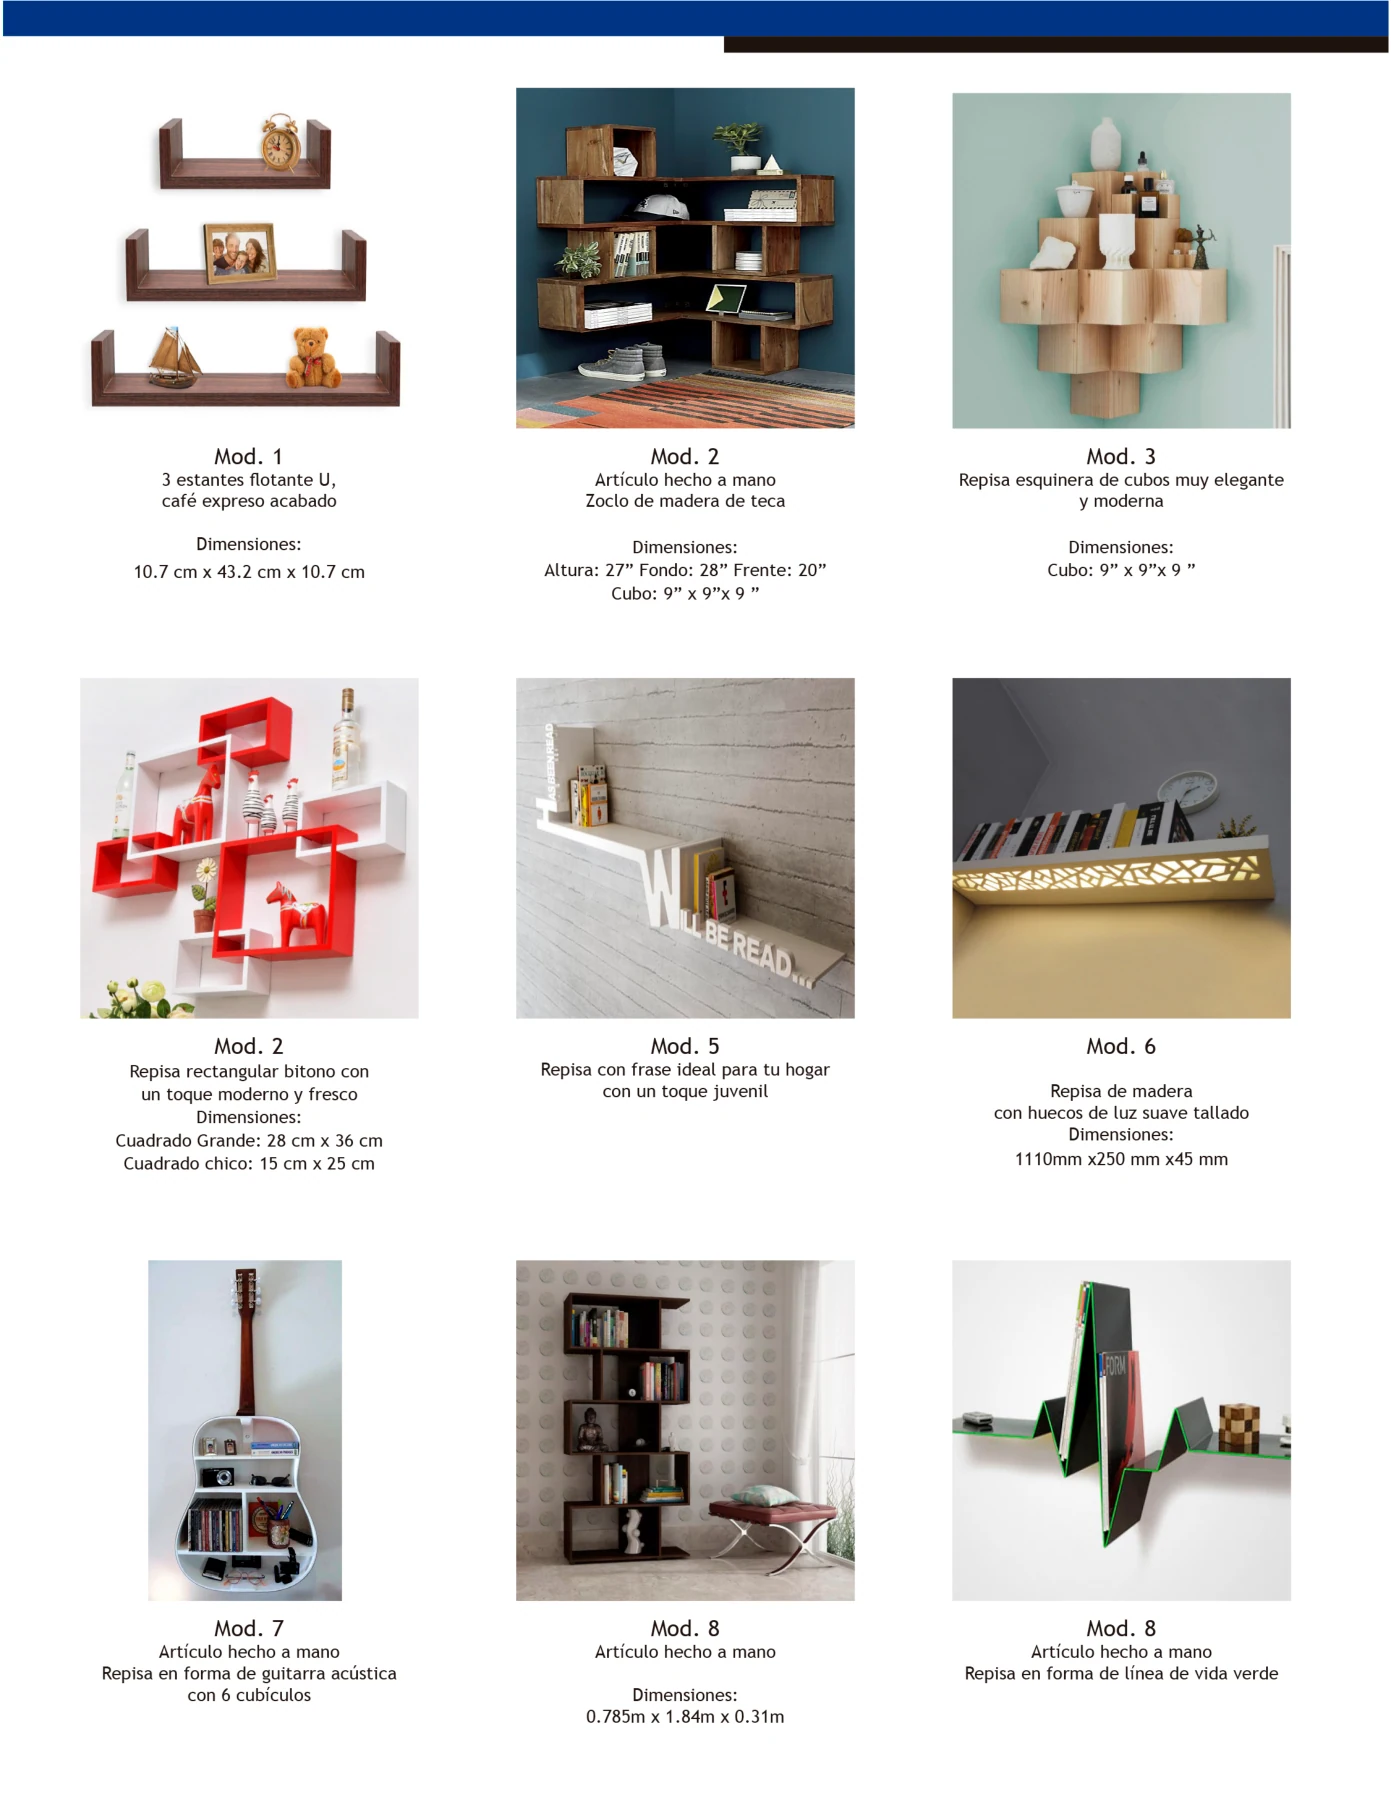 Mod. 1
3 estantes flotante U,
café expreso acabado
Dimensiones:
10.7 cm x 43.2 cm x 10.7 cm
Mod. 2
Artículo hecho a mano
Zoclo de madera de teca
Dimensiones:
Altura: 27” Fondo: 28” Frente: 20”
Cubo: 9” x 9”x 9 ”
Mod. 3
Repisa esquinera de cubos muy elegante
y moderna
Dimensiones:
Cubo: 9” x 9”x 9 ”
HAS BEEN READ
WILL BE READ...
Mod. 2
Repisa rectangular bitono con
un toque moderno y fresco
Dimensiones:
Cuadrado Grande: 28 cm x 36 cm
Cuadrado chico: 15 cm x 25 cm
Mod. 5
Repisa con frase ideal para tu hogar
con un toque juvenil
Mod. 6
Repisa de madera
con huecos de luz suave tallado
Dimensiones:
1110mm x250 mm x45 mm
FORM
Mod. 7
Artículo hecho a mano
Repisa en forma de guitarra acústica
con 6 cubículos
Mod. 8
Artículo hecho a mano
Dimensiones:
0.785m x 1.84m x 0.31m
Mod. 8
Artículo hecho a mano
Repisa en forma de línea de vida verde